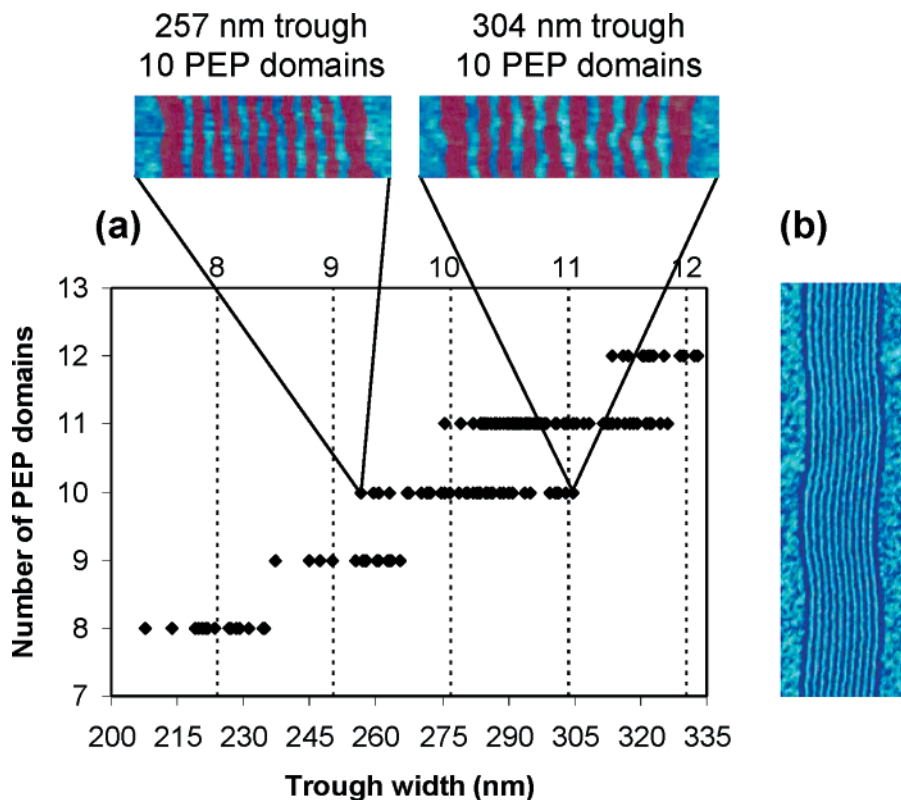 257 nm trough
10 PEP domains
304 nm trough
10 PEP domains
(a)
(b)
8 9 10 11 12
13
12
11
10
9
8
7
Number of PEP domains
200 215 230 245 260 275 290 305 320 335
Trough width (nm)